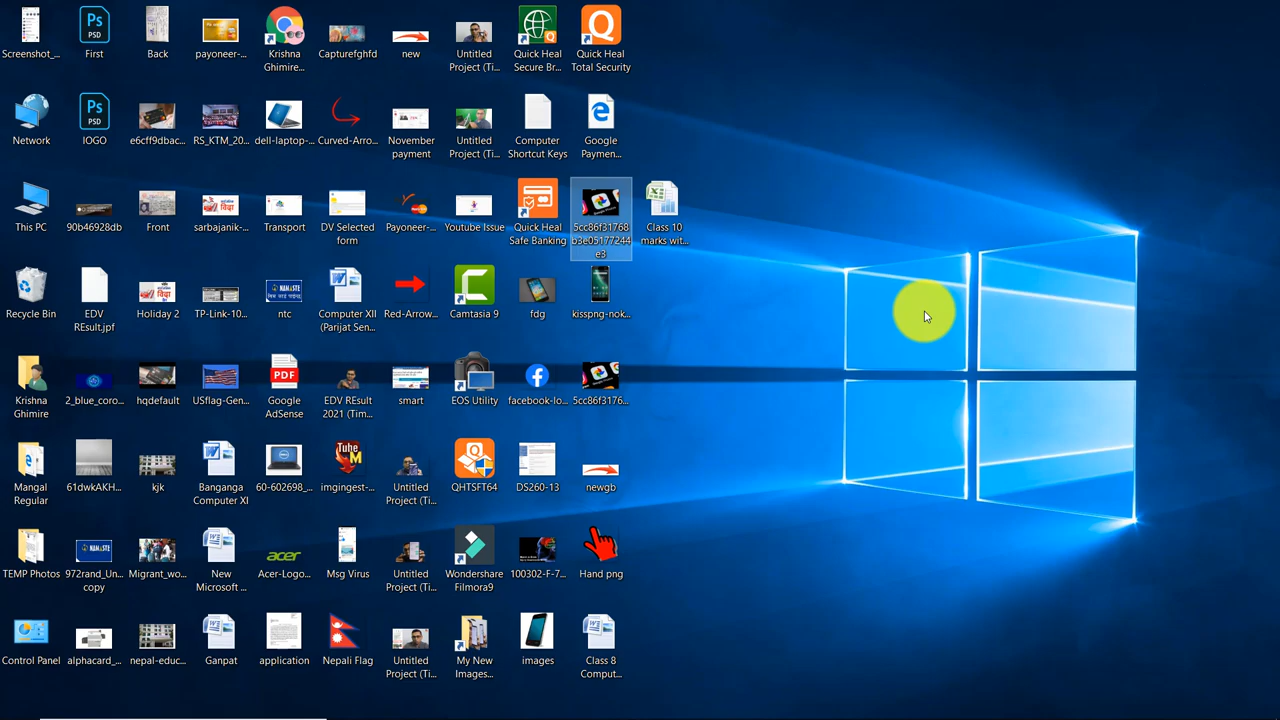 Screenshot_...
First
Back
payoneer-...
Krishna
Ghimire...
Capturefghfd
new
Untitled
Project (Ti...
Quick Heal
Secure Br...
Quick Heal
Total Security
Network
lOGO
e6cff9dbac...
RS_KTM_20...
dell-laptop-...
Curved-Arro...
November
payment
Untitled
Project (Ti...
Computer
Shortcut Keys
Google
Paymen...
This PC
90b46928db
Front
sarbajanik-...
Transport
DV Selected
form
Payoneer-...
Youtube Issue
Quick Heal
Safe Banking
5cc86f31768
b3e05177244
e3
Class 10
marks wit...
Recycle Bin
EDV
REsult.jpf
Holiday 2
TP-Link-10...
ntc
Computer XII
(Parijat Sen...
Red-Arrow...
Camtasia 9
fdg
kisspng-nok...
Krishna
Ghimire
2_blue_coro...
hqdefault
USflag-Gen...
Google
AdSense
EDV REsult
2021 (Tim...
smart
EOS Utility
facebook-lo...
5cc86f3176...
Mangal
Regular
61dwkAKH...
kjk
Banganga
Computer XI
60-602698_...
imgingest-...
Untitled
Project (Ti...
QHTSFT64
DS260-13
newgb
TEMP Photos
972rand_Un...
copy
Migrant_wo...
New
Microsoft ...
Acer-Logo...
Msg Virus
Untitled
Project (Ti...
Wondershare
Filmora9
100302-F-7...
Hand png
Control Panel
alphacard_...
nepal-educ...
Ganpat
application
Nepali Flag
Untitled
Project (Ti...
My New
Images...
images
Class 8
Comput...